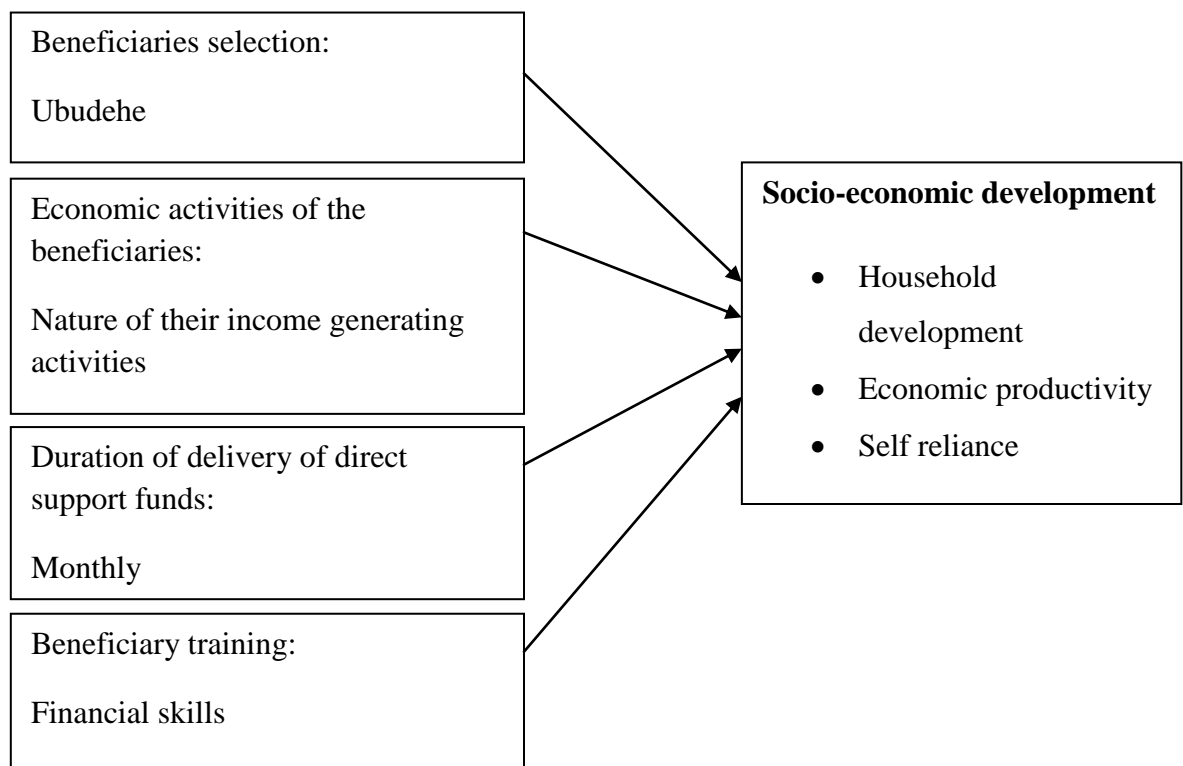 Beneficiaries selection:
Ubudehe
Economic activities of the
beneficiaries:
Nature of their income generating
activities
Duration of delivery of direct
support funds:
Monthly
Beneficiary training:
Financial skills
Socio-economic development
• Household
development
• Economic productivity
• Self reliance